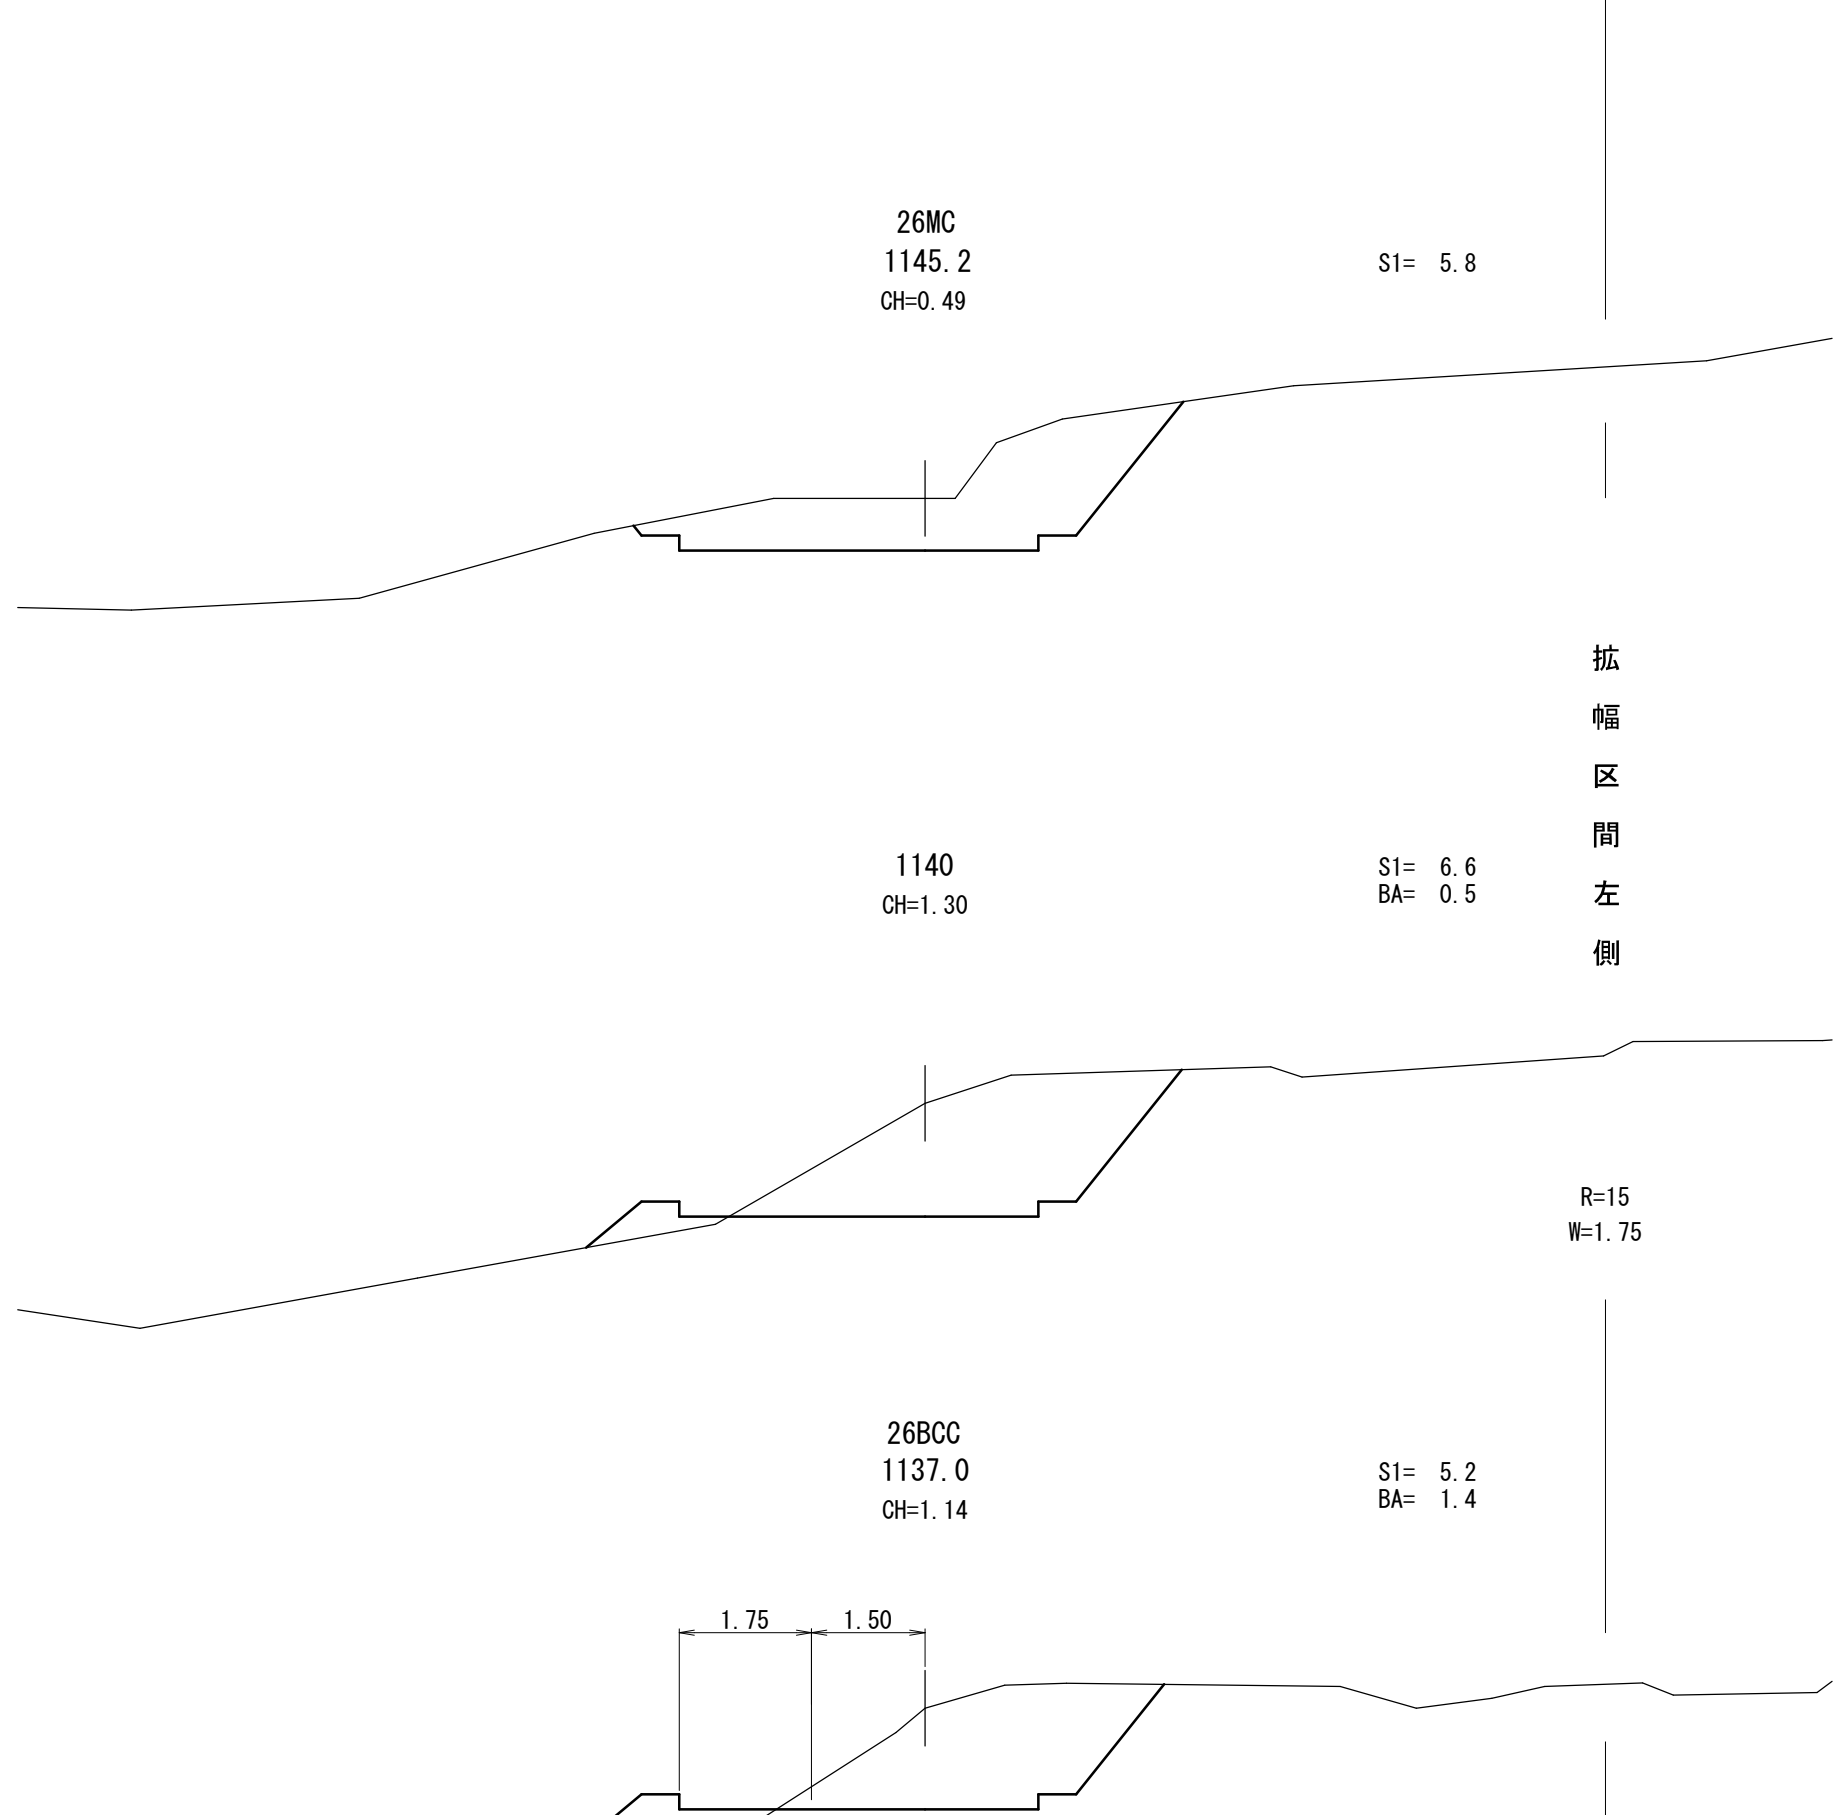 26MC
1145.2
CH=0.49
S1= 5.8
拡幅区間左側
1140
CH=1.30
S1= 6.6
BA= 0.5
R=15
W=1.75
26BCC
1137.0
CH=1.14
S1= 5.2
BA= 1.4
1.75
1.50